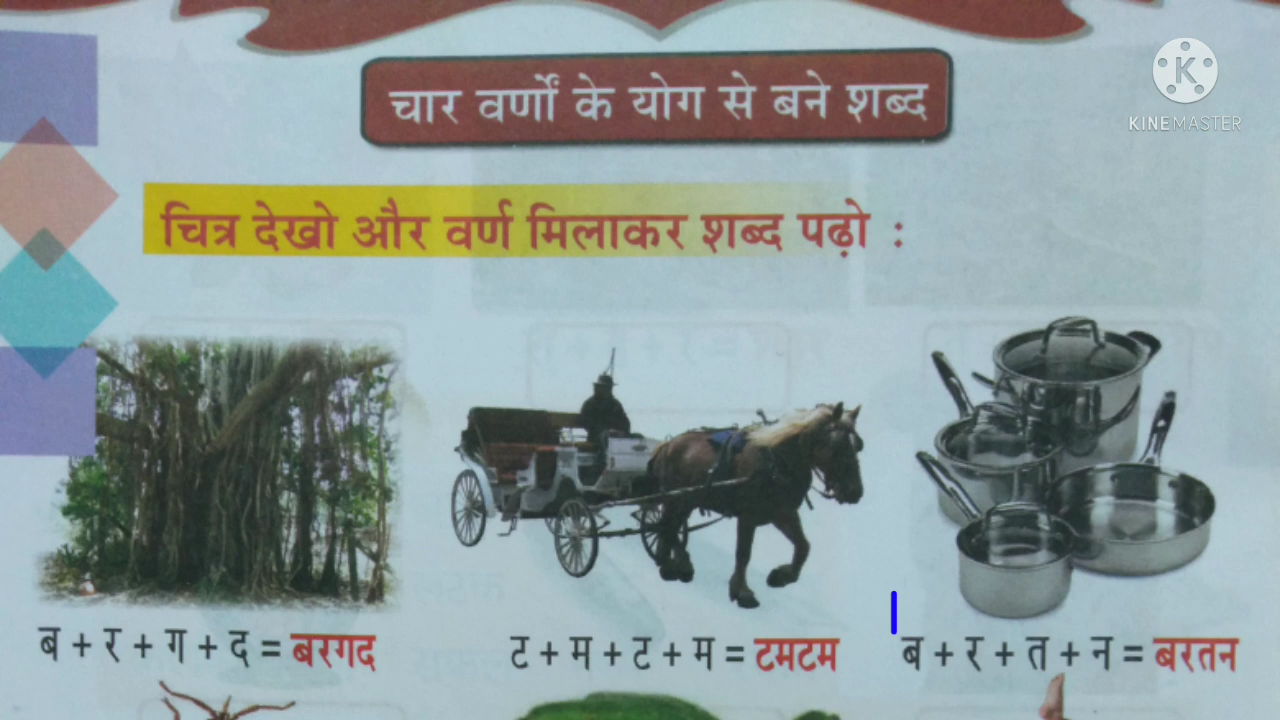 चार वर्णों के योग से बने शब्द
KINEMASTER
चित्र देखो और वर्ण मिलाकर शब्द पढ़ो :
ब + र + ग + द = बरगद
ट + म + ट + म = टमटम
ब + र + त + न = बरतन